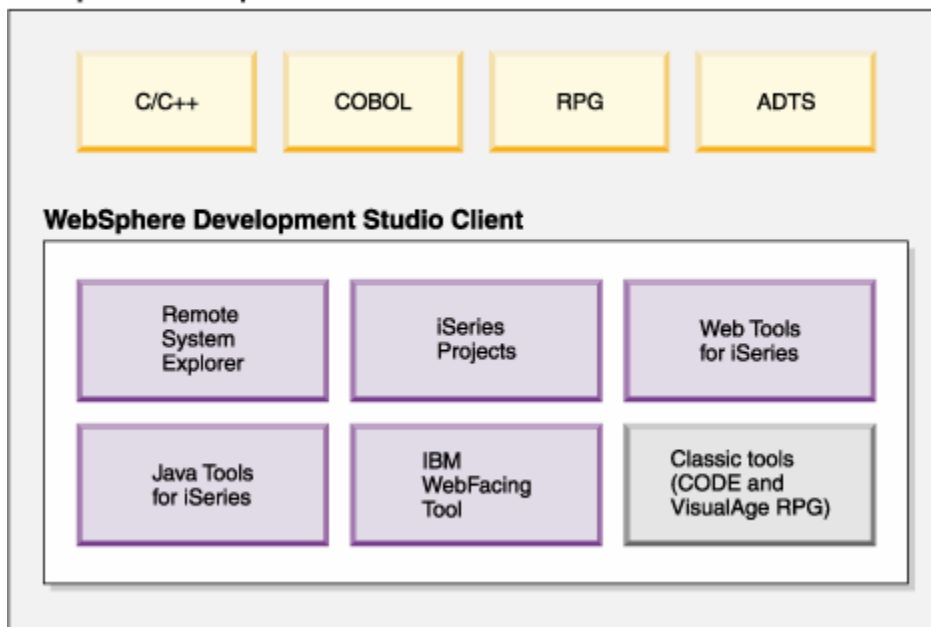 C/C++
COBOL
RPG
ADTS
WebSphere Development Studio Client
Remote
System
Explorer
iSeries
Projects
Web Tools
for iSeries
Java Tools
for iSeries
IBM
WebFacing
Tool
Classic tools
(CODE and
VisualAge RPG)